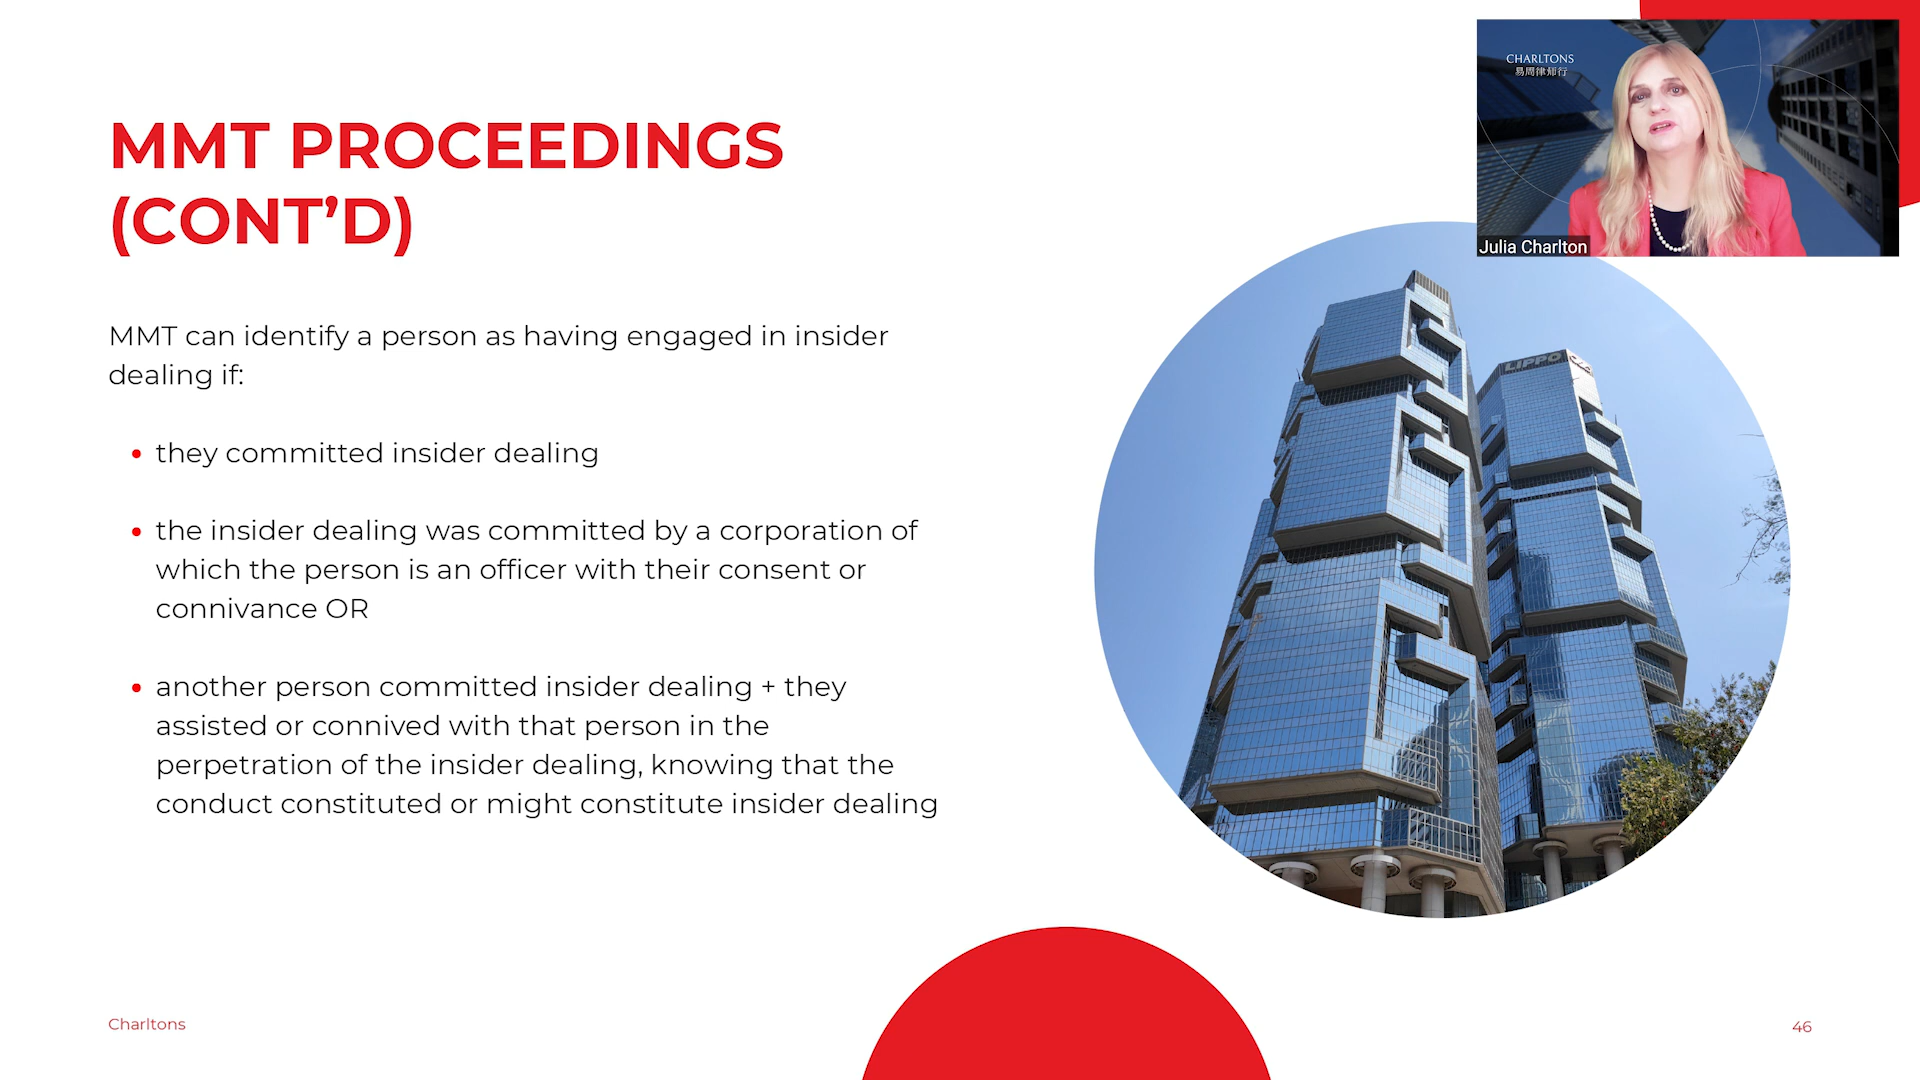 MMT PROCEEDINGS
(CONT’D)
MMT can identify a person as having engaged in insider
dealing if:
• they committed insider dealing
• the insider dealing was committed by a corporation of
which the person is an officer with their consent or
connivance OR
• another person committed insider dealing + they
assisted or connived with that person in the
perpetration of the insider dealing, knowing that the
conduct constituted or might constitute insider dealing
CHARLTONS
易周律师行
Julia Charlton
LIPPO
Charltons
46